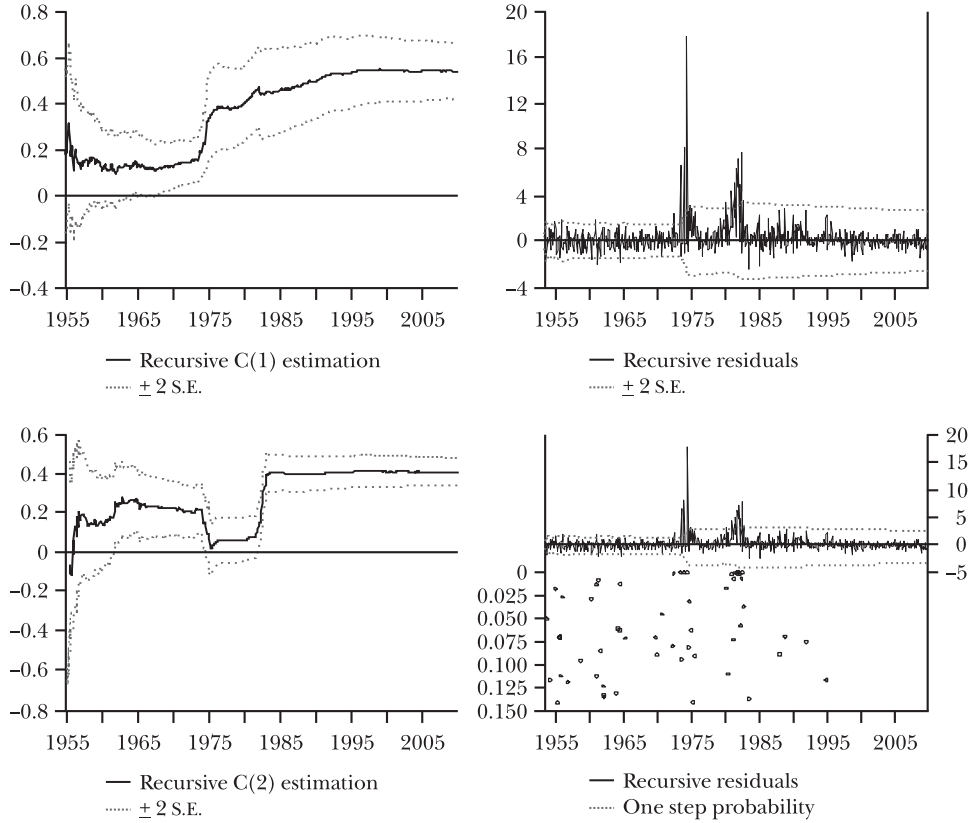 0.8
0.6
0.4
0.2
0
−0.2
−0.4
1955 1965 1975 1985 1995 2005
Recursive C(1) estimation
± 2 S.E.
20
16
12
8
4
0
−4
1955 1965 1975 1985 1995 2005
Recursive residuals
± 2 S.E.
0.6
0.4
0.2
0
−0.2
−0.4
−0.6
−0.8
1955 1965 1975 1985 1995 2005
Recursive C(2) estimation
± 2 S.E.
20
15
10
5
0
−5
0
0.025
0.050
0.075
0.100
0.125
0.150
1955 1965 1975 1985 1995 2005
Recursive residuals
One step probability